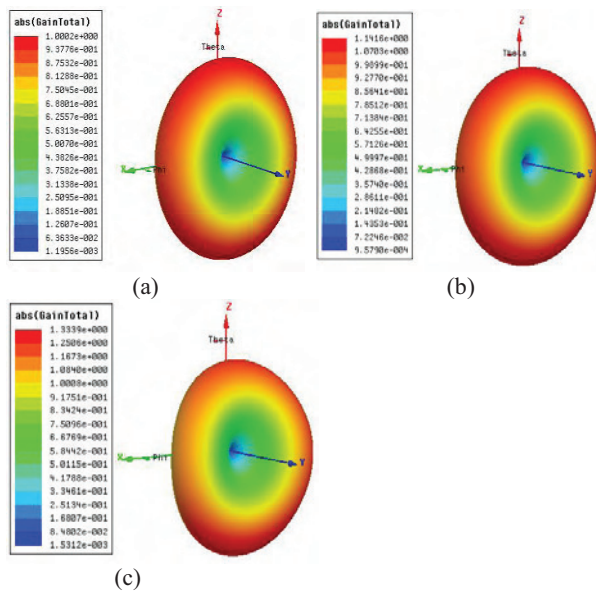 abs(GainTotal)
1.0002e+000
9.3776e-001
8.7532e-001
8.1288e-001
7.5045e-001
6.8801e-001
6.2557e-001
5.6313e-001
5.0070e-001
4.3826e-001
3.7582e-001
3.1338e-001
2.5095e-001
1.8851e-001
1.2607e-001
6.3633e-002
1.1956e-003
Z
Theta
X
Phi
Y
(a)
abs(GainTotal)
1.1416e+000
1.0703e+000
9.9899e-001
9.2770e-001
8.5641e-001
7.8512e-001
7.1384e-001
6.4255e-001
5.7126e-001
4.9997e-001
4.2868e-001
3.5740e-001
2.8611e-001
2.1482e-001
1.4353e-001
7.2246e-002
9.5790e-004
Z
Theta
X
Phi
Y
(b)
abs(GainTotal)
1.3339e+000
1.2506e+000
1.1673e+000
1.0840e+000
1.0008e+000
9.1751e-001
8.3424e-001
7.5096e-001
6.6769e-001
5.8442e-001
5.0115e-001
4.1788e-001
3.3461e-001
2.5134e-001
1.6807e-001
8.4802e-002
1.5312e-003
Z
Theta
X
Phi
Y
(c)